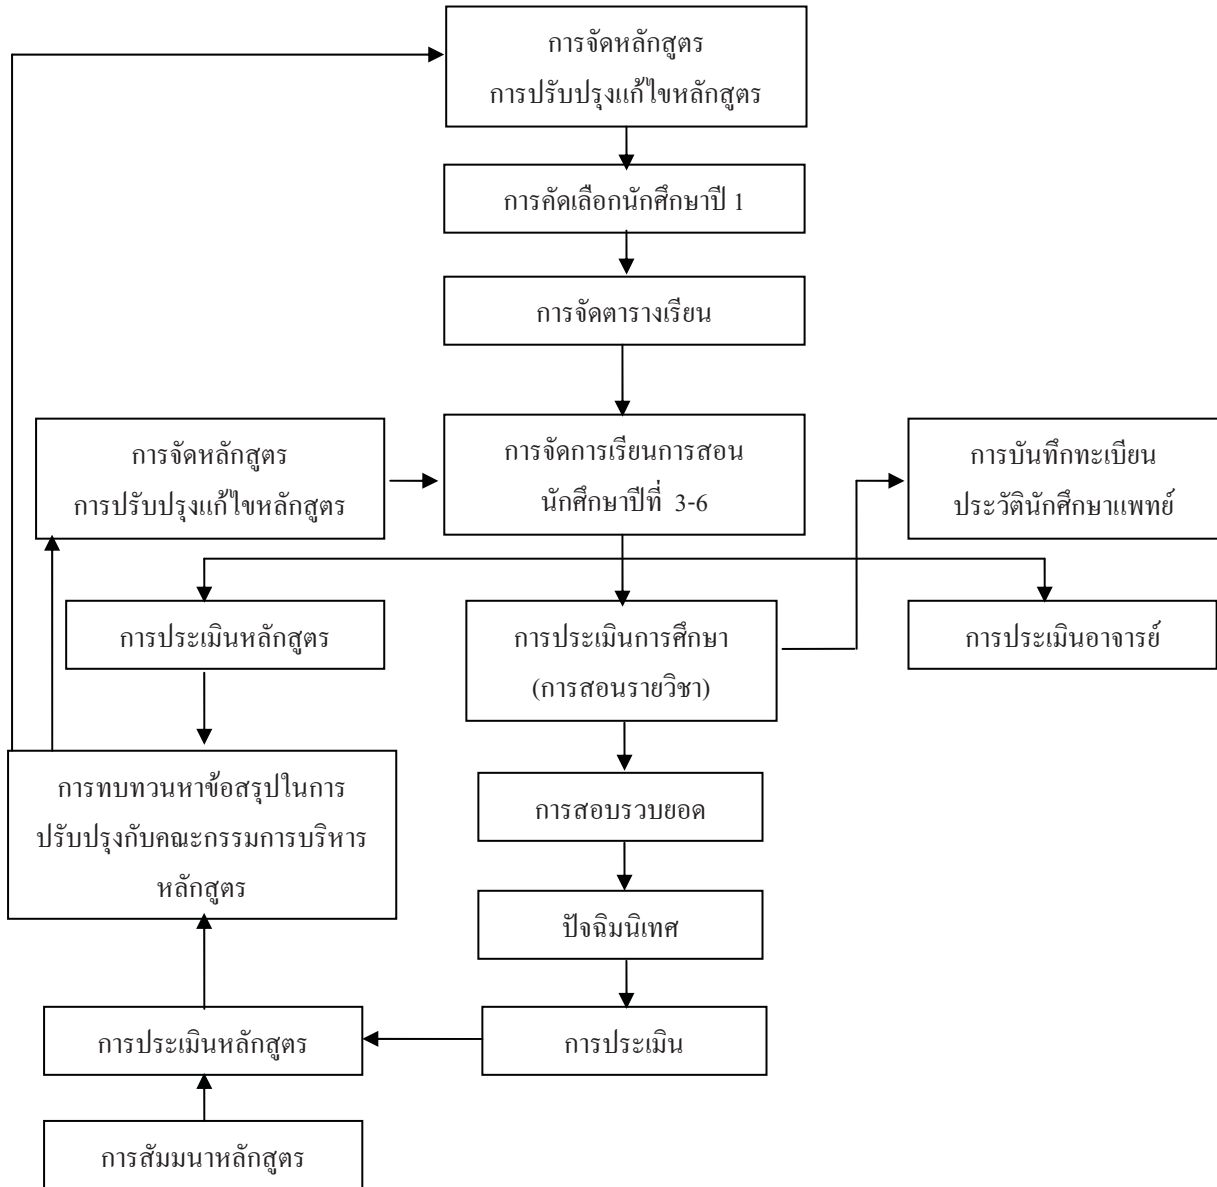 การจัดหลักสูตร
การปรับปรุงแก้ไขหลักสูตร
การคัดเลือกนักศึกษาปี 1
การจัดตารางเรียน
การจัดหลักสูตร
การปรับปรุงแก้ไขหลักสูตร
การจัดการเรียนการสอน
นักศึกษาปีที่ 3-6
การบันทึกทะเบียน
ประวัตินักศึกษาแพทย์
การประเมินหลักสูตร
การประเมินการศึกษา
(การสอนรายวิชา)
การประเมินอาจารย์
การทบทวนหาข้อสรุปในการ
ปรับปรุงกับคณะกรรมการบริหาร
หลักสูตร
การสอบรวบยอด
ปัจฉิมนิเทศ
การประเมินหลักสูตร
การประเมิน
การสัมมนาหลักสูตร